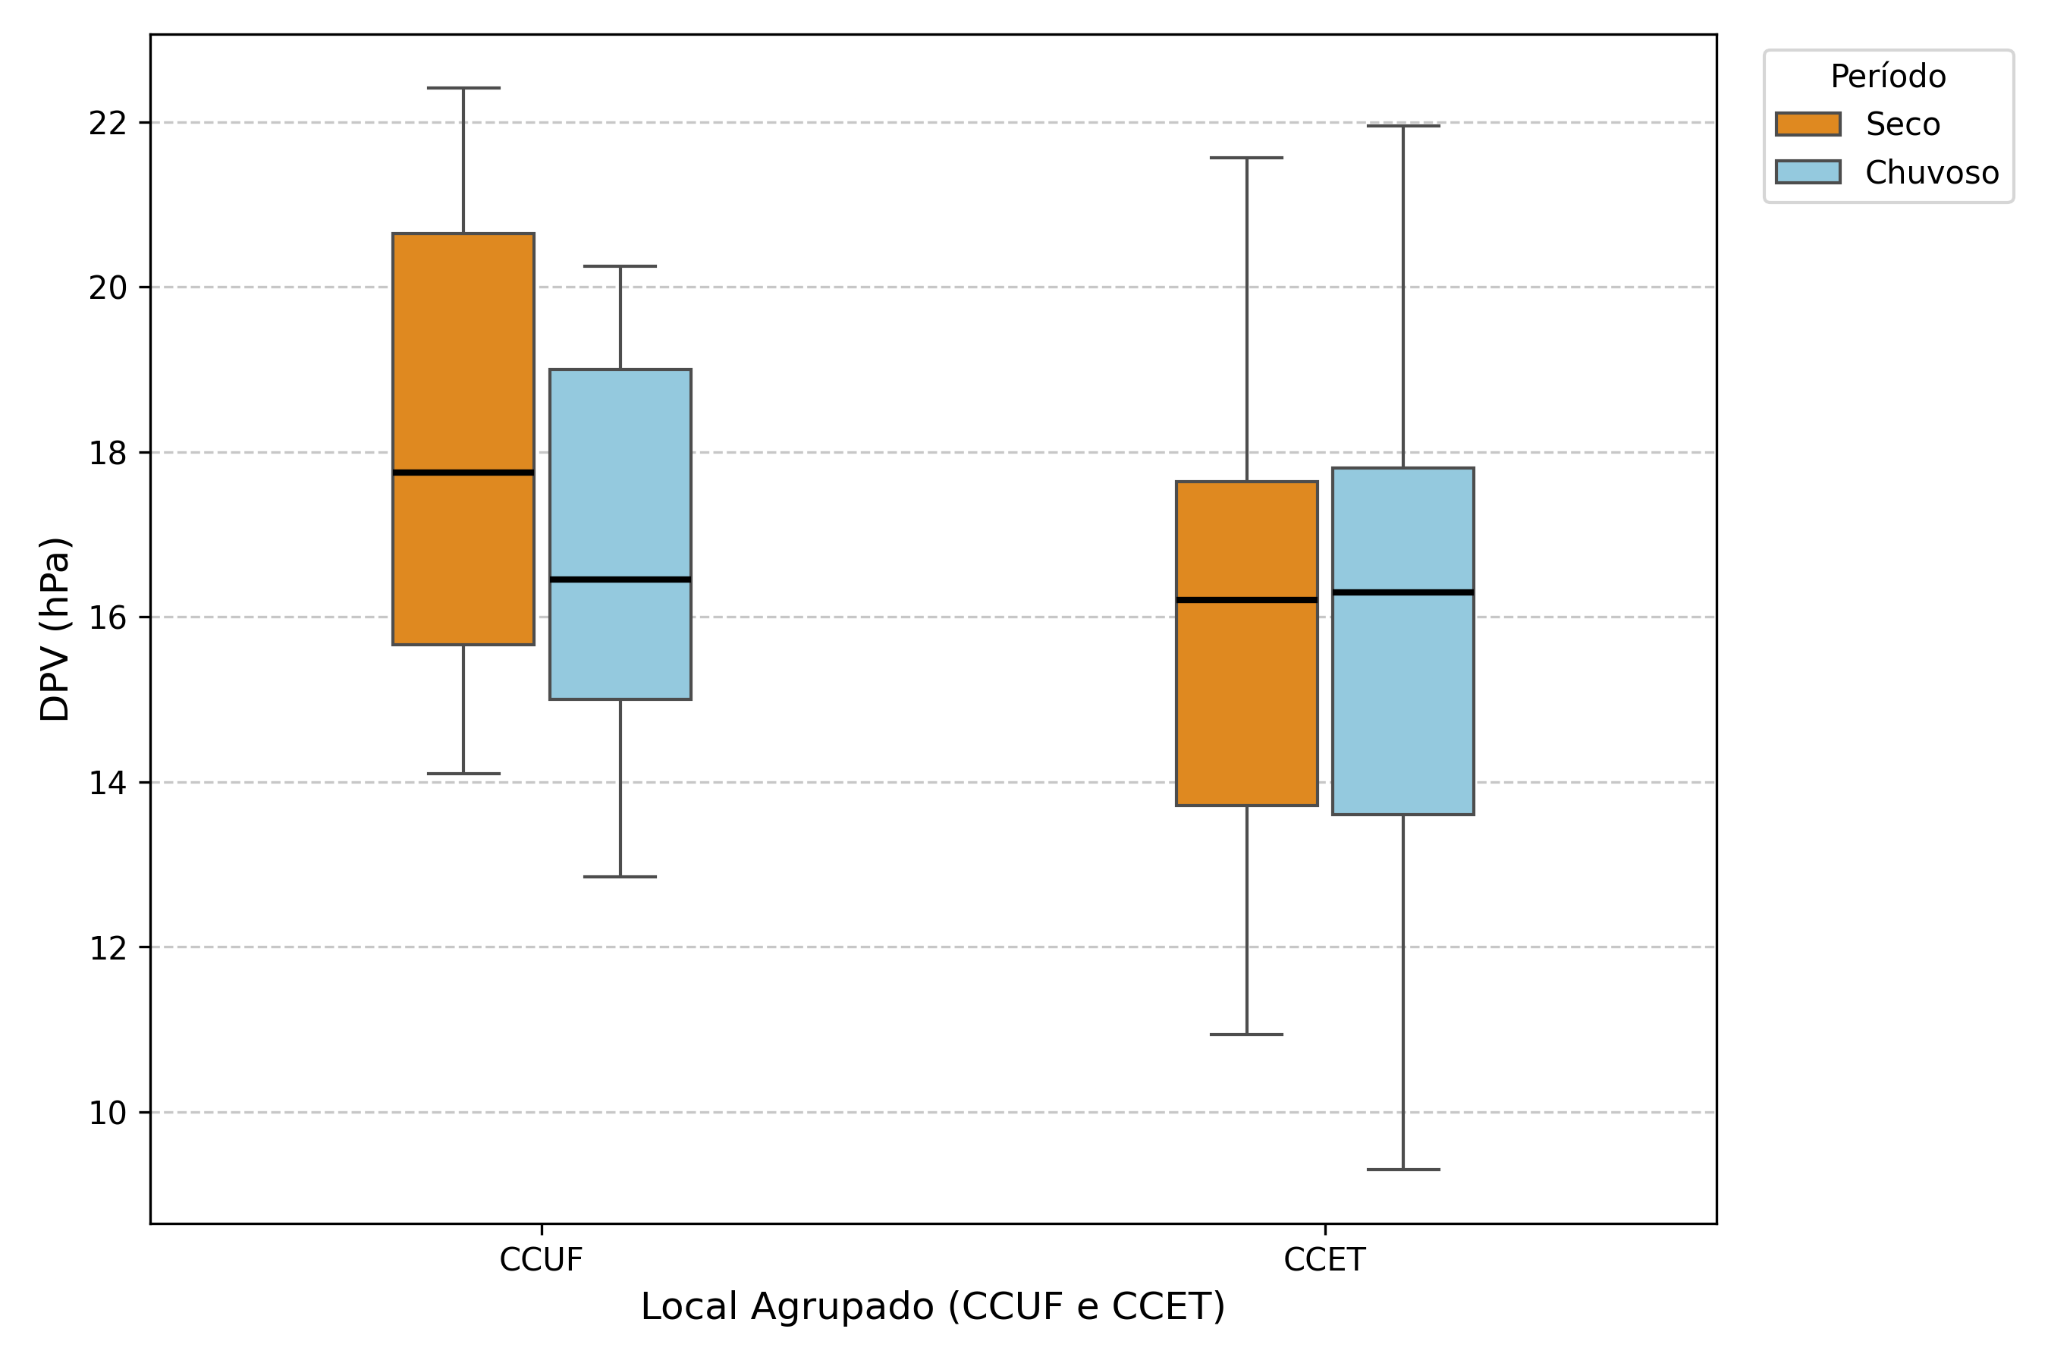 Período
Seco
Chuvoso
DPV (hPa)
22
20
18
16
14
12
10
CCUF
CCET
Local Agrupado (CCUF e CCET)